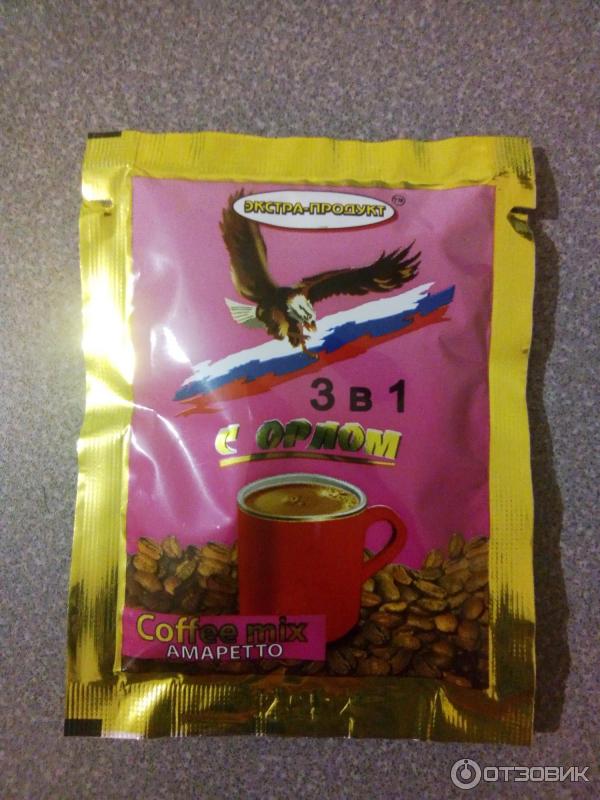 ЭКСТРА-ПРОДУКТ TM
3 в 1
с орлом
Coffee mix
АМАРЕТТО
ОТЗОВИК